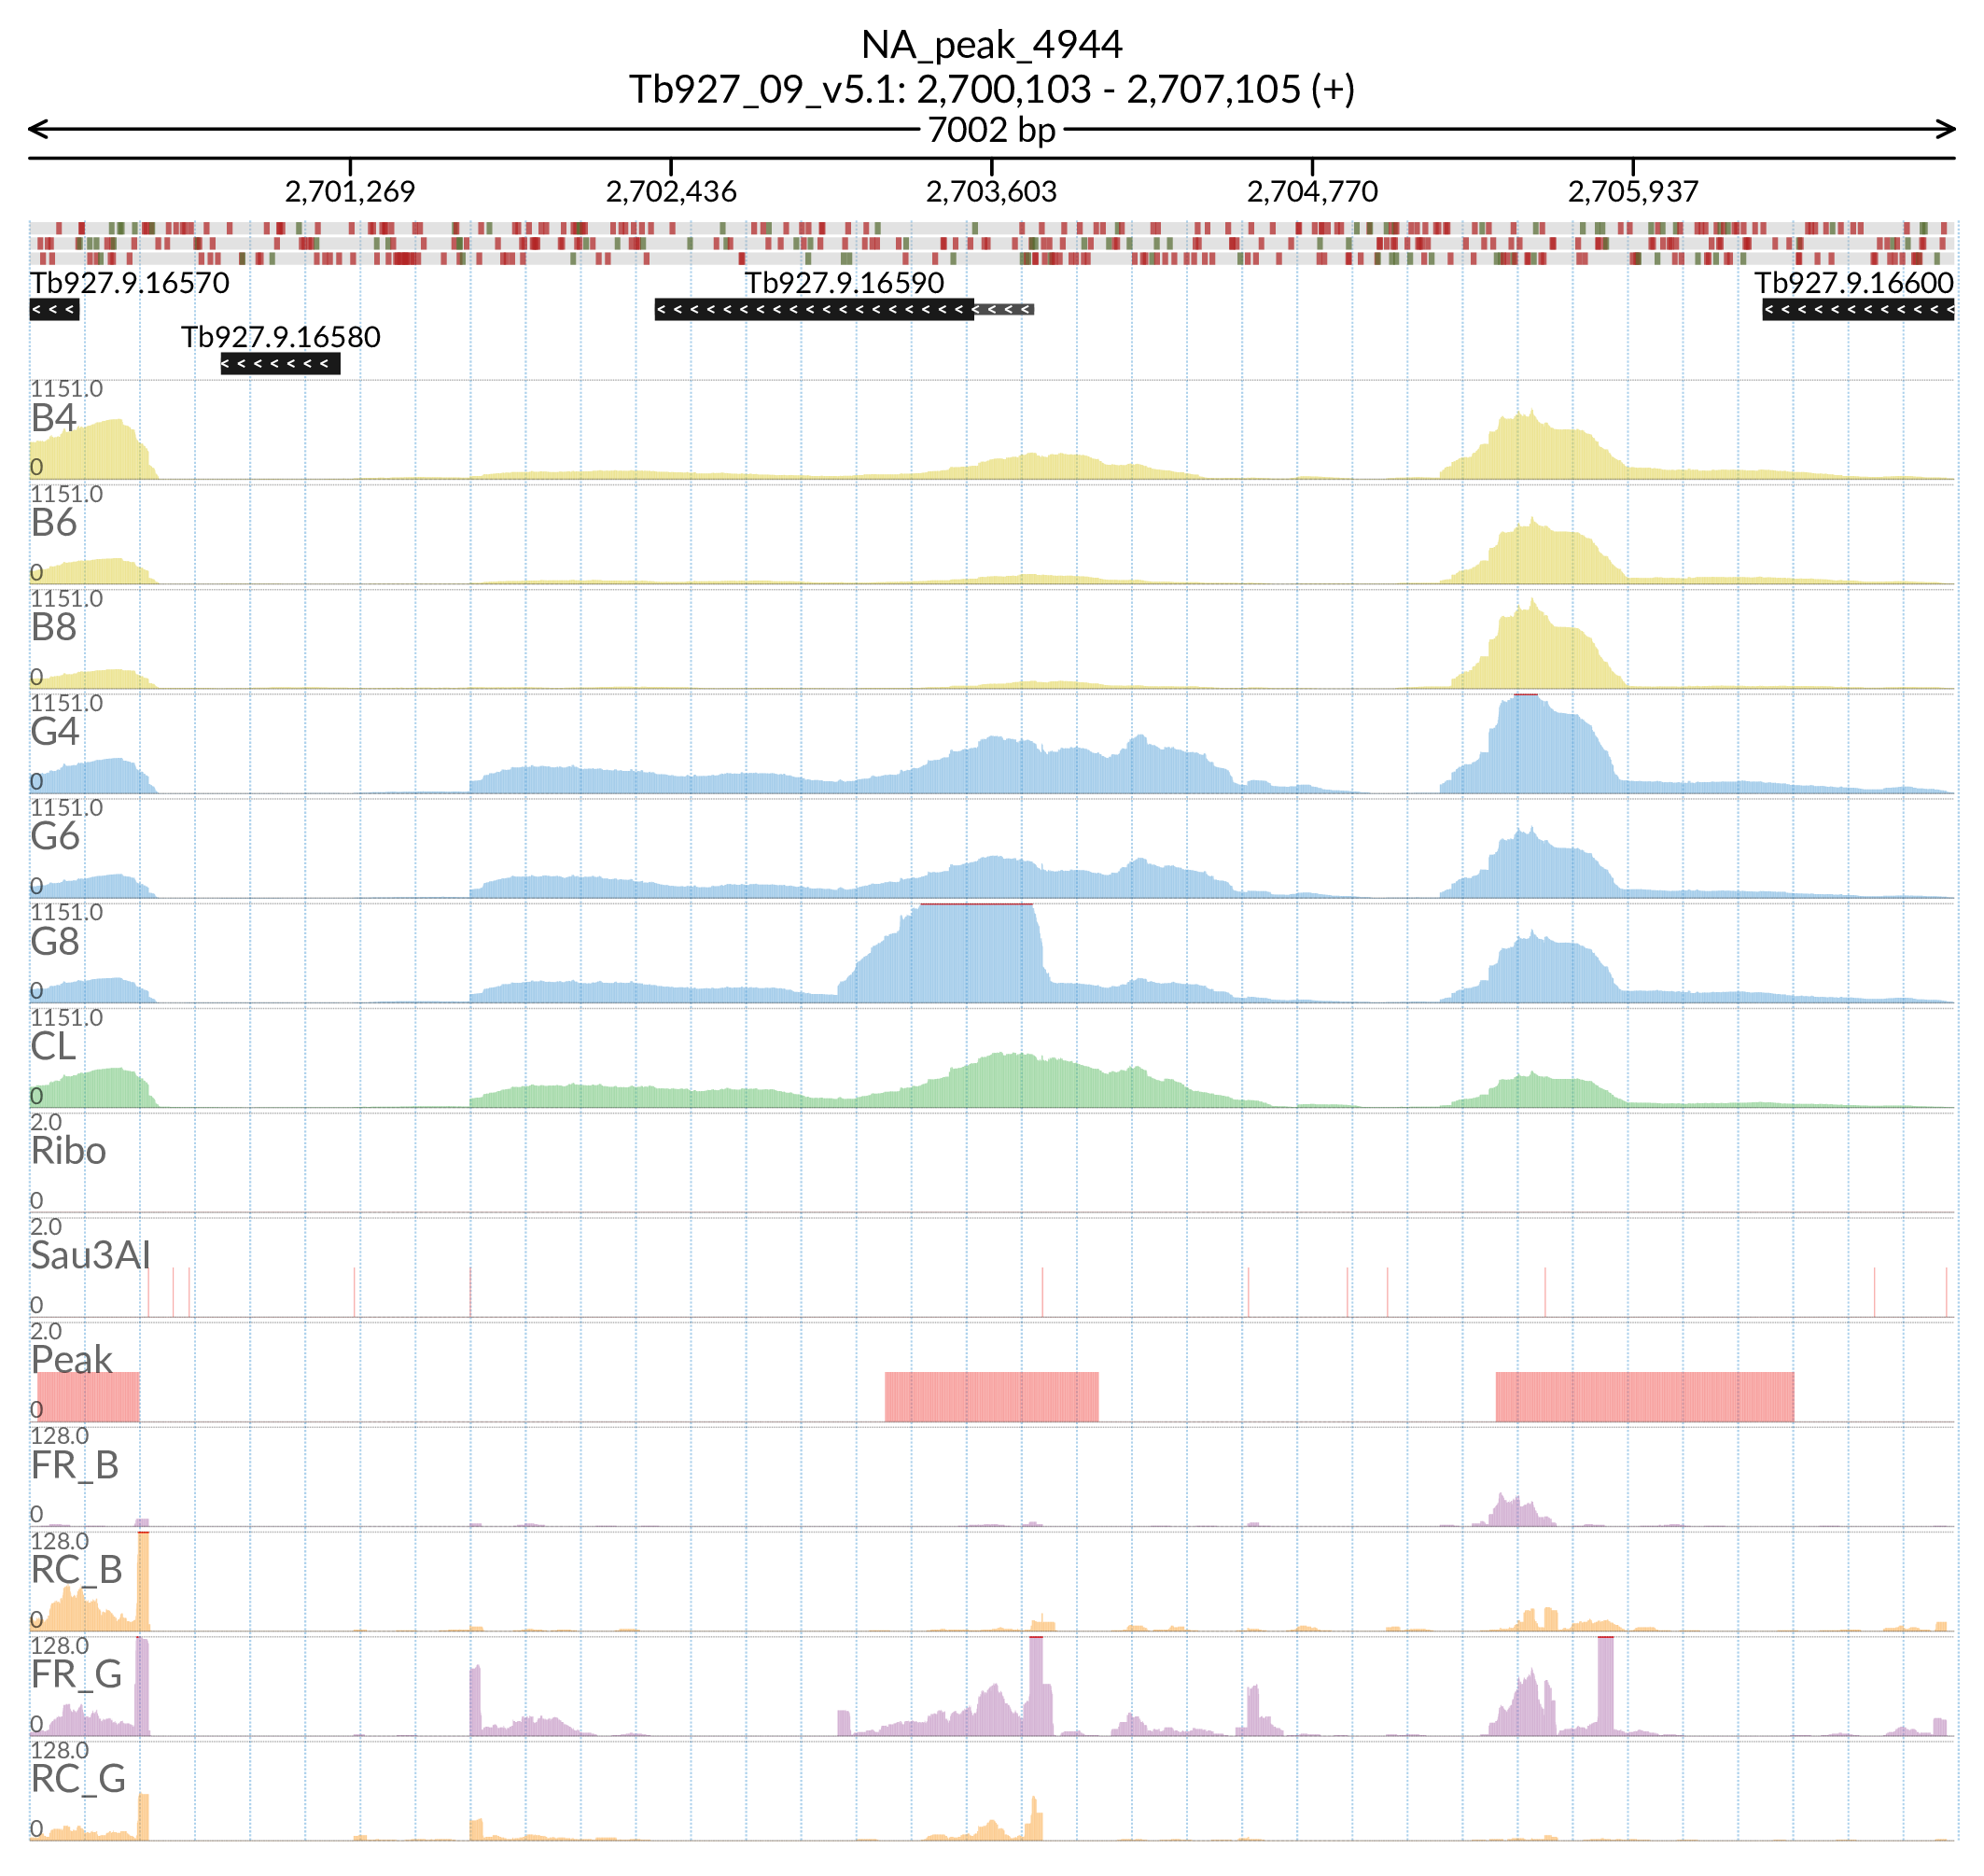 NA_peak_4944
Tb927_09_v5.1: 2,700,103 - 2,707,105 (+)
7002 bp
2,701,269 2,702,436 2,703,603 2,704,770 2,705,937
Tb927.9.16570 Tb927.9.16590 Tb927.9.16600
Tb927.9.16580
1151.0
B4
0
1151.0
B6
0
1151.0
B8
0
1151.0
G4
0
1151.0
G6
0
1151.0
G8
0
1151.0
CL
0
2.0
Ribo
0
2.0
Sau3AI
0
2.0
Peak
0
128.0
FR_B
0
128.0
RC_B
0
128.0
FR_G
0
128.0
RC_G
0